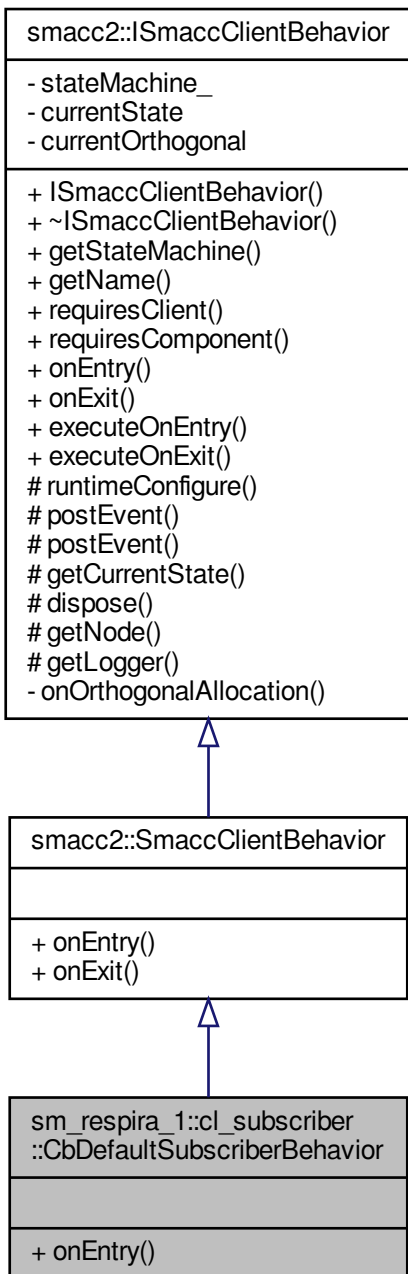 smacc2::ISmaccClientBehavior
- stateMachine_
- currentState
- currentOrthogonal
+ ISmaccClientBehavior()
+ ~ISmaccClientBehavior()
+ getStateMachine()
+ getName()
+ requiresClient()
+ requiresComponent()
+ onEntry()
+ onExit()
+ executeOnEntry()
+ executeOnExit()
# runtimeConfigure()
# postEvent()
# postEvent()
# getCurrentState()
# dispose()
# getNode()
# getLogger()
- onOrthogonalAllocation()
smacc2::SmaccClientBehavior
+ onEntry()
+ onExit()
sm_respira_1::cl_subscriber
::CbDefaultSubscriberBehavior
+ onEntry()